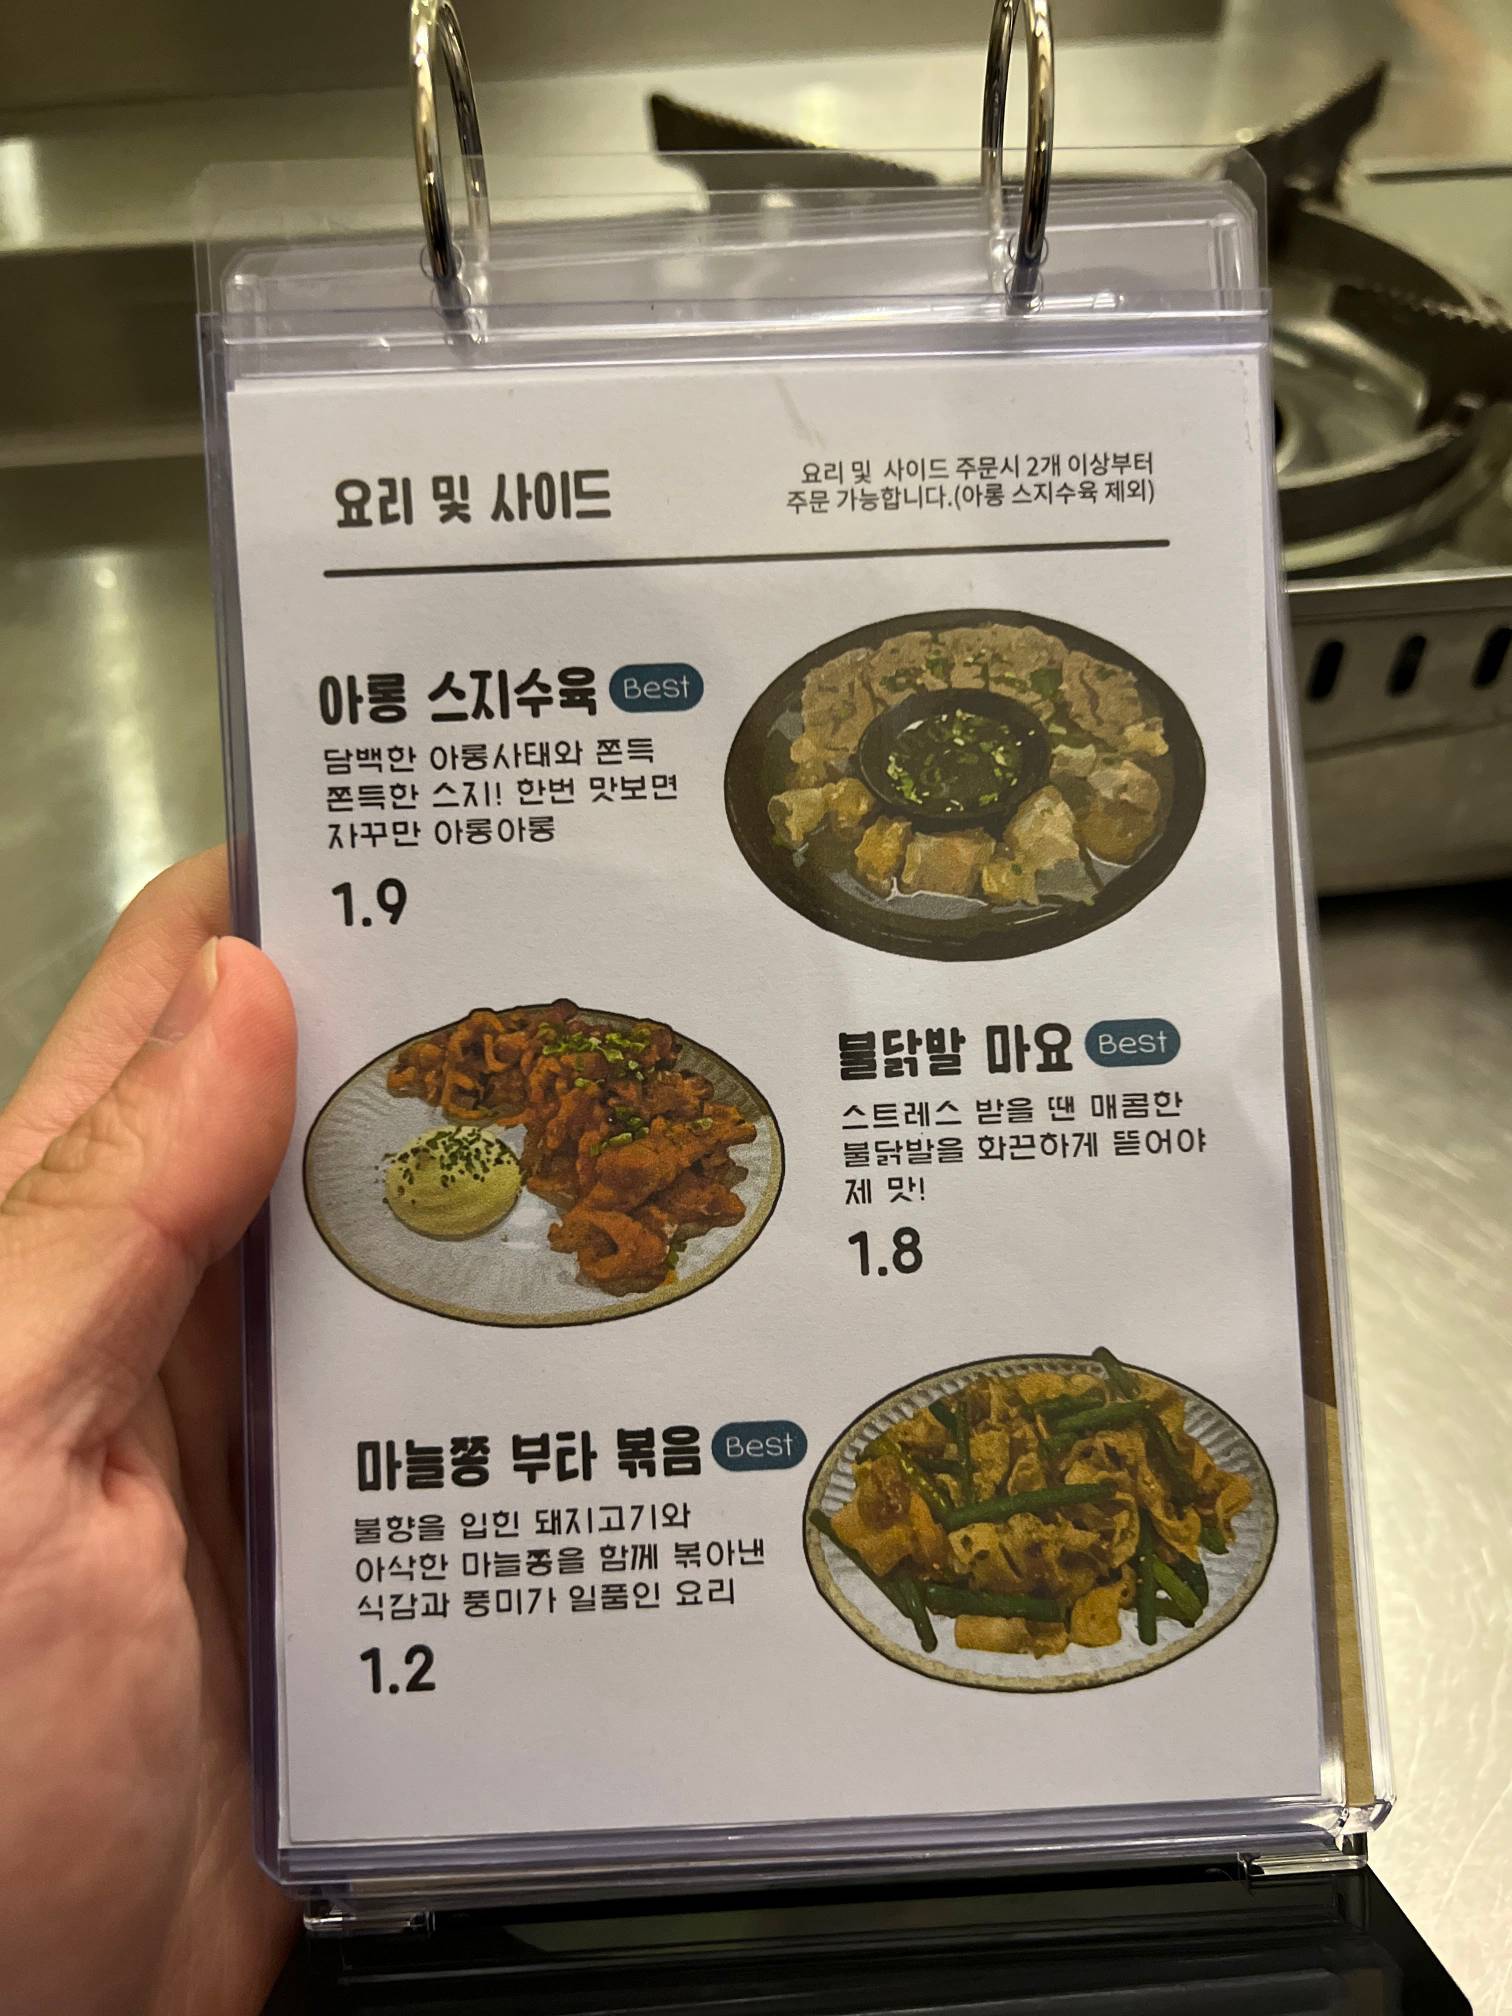 요리 및 사이드
요리 및 사이드 주문시 2개 이상부터
주문 가능합니다.(아롱 스지수육 제외)
아롱 스지수육 Best
담백한 아롱사태와 쫀득
쫀득한 스지! 한번 맛보면
자꾸만 아롱아롱
1.9
불닭발 마요 Best
스트레스 받을 땐 매콤한
불닭발을 화끈하게 뜯어야
제 맛!
1.8
마늘쫑 부타 볶음 Best
불향을 입힌 돼지고기와
아삭한 마늘쫑을 함께 볶아낸
식감과 풍미가 일품인 요리
1.2